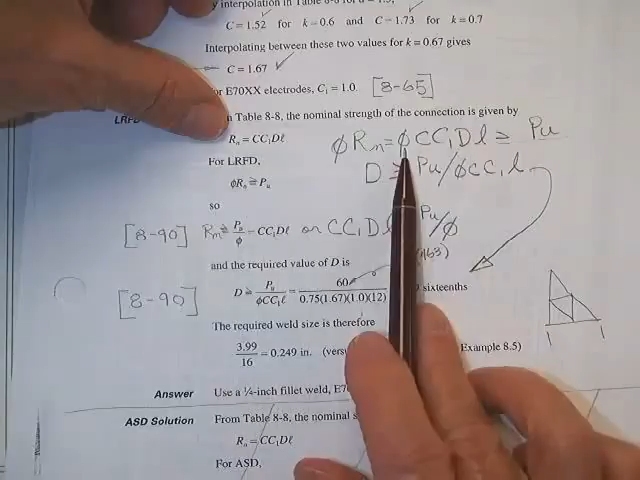 y interpolation in Table 8-8 for
C = 1.52 for k = 0.6 and C = 1.73 for k = 0.7
Interpolating between these two values for k = 0.67 gives
C = 1.67 ✓
For E70XX electrodes, C₁ = 1.0. [8-65]
Table 8-8, the nominal strength of the connection is given by
Rₙ = CC₁Dℓ
ϕRₙ = ϕCC₁Dℓ ≥ Pu
For LRFD,
D ≥ Pu/ϕCC₁ℓ
ϕRₙ ≥ Pᵤ
so
[8-90] Rₙ ≥ Pᵤ/ϕ = CC₁Dℓ or CC₁D Pu/ϕ
and the required value of D is
[8-90] D ≥ Pᵤ/ϕCC₁ℓ = 60/0.75(1.67)(1.0)(12) sixteenths
The required weld size is therefore
3.99/16 = 0.249 in. Example 8.5)
Answer Use a ¼-inch fillet weld,
ASD Solution From Table 8-8, the nominal
Rₙ = CC₁Dℓ
For ASD,